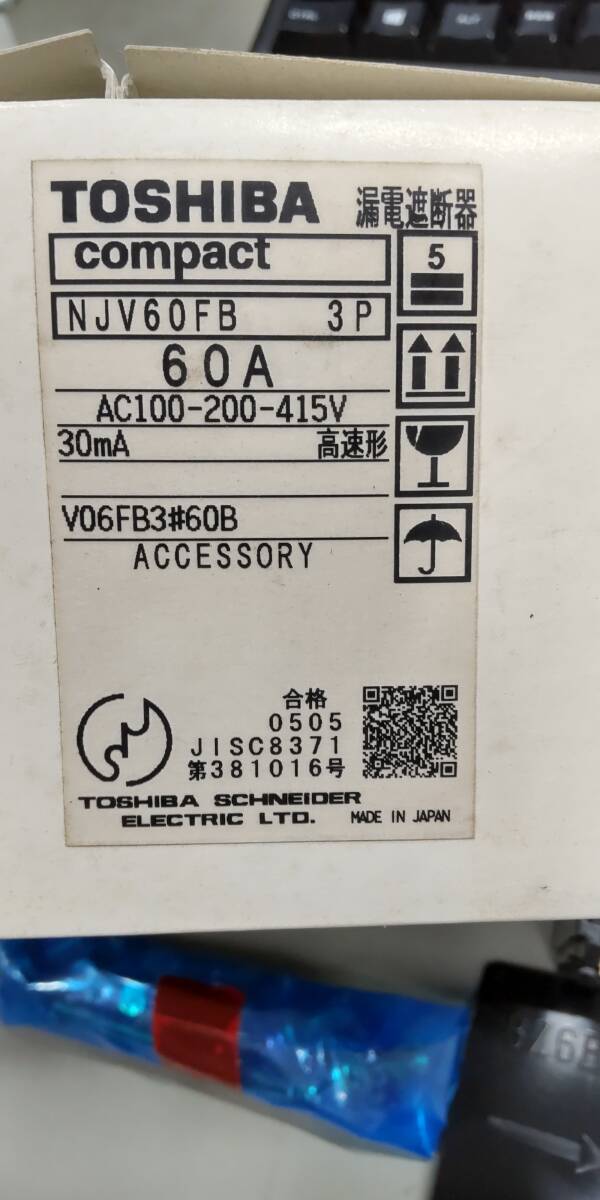 TOSHIBA 漏電遮断器
compact
5
NJV60FB 3P
60A
AC100-200-415V
30mA 高速形
V06FB3#60B
ACCESSORY
合格
0505
JISC8371
第381016号
TOSHIBA SCHNEIDER
ELECTRIC LTD. MADE IN JAPAN